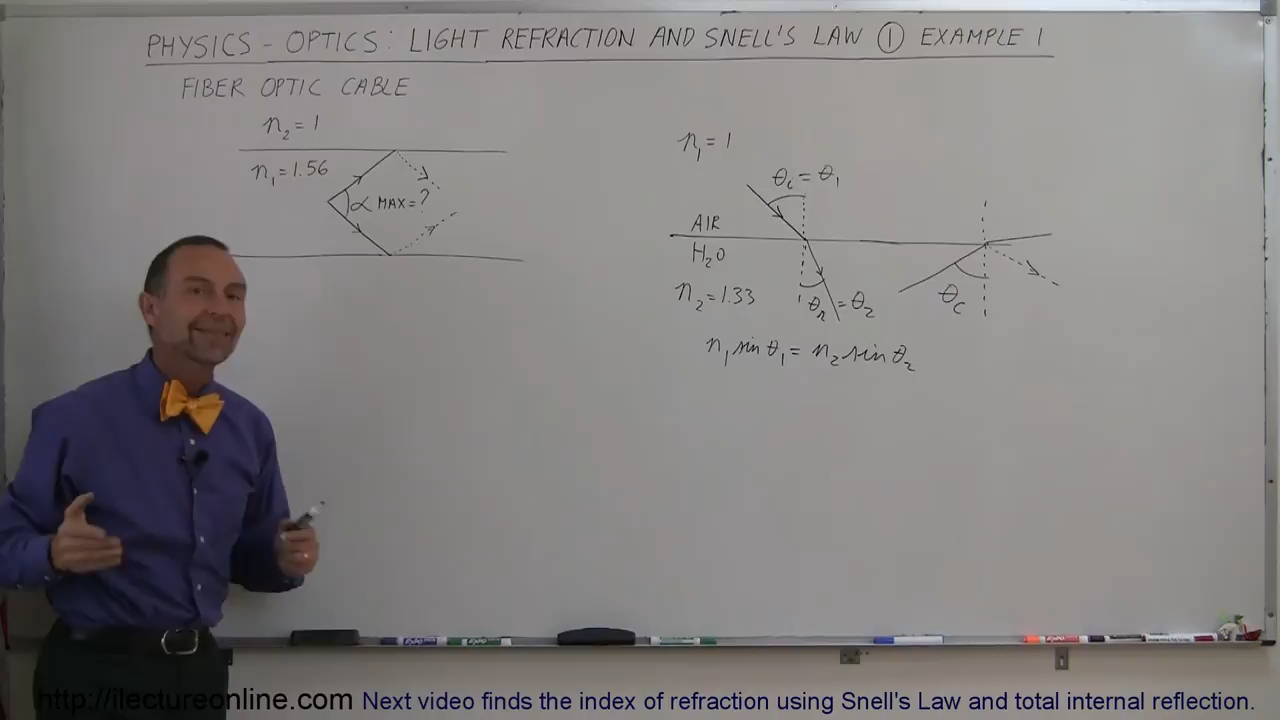 PHYSICS - OPTICS: LIGHT REFRACTION AND SNELL'S LAW ① EXAMPLE 1
FIBER OPTIC CABLE
n₂ = 1
n₁ = 1.56
α MAX = ?
n₁ = 1
θᵢ = θ₁
AIR
H₂O
n₂ = 1.33
θᵣ = θ₂
θ_c
n₁ sin θ₁ = n₂ sin θ₂
http://ilectureonline.com Next video finds the index of refraction using Snell's Law and total internal reflection.